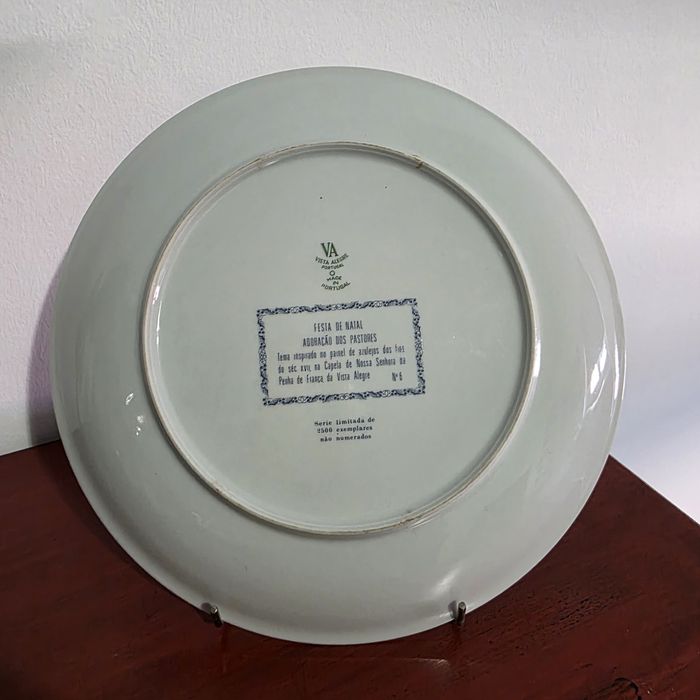 VA
VISTA ALEGRE
PORTUGAL
MADE
IN
PORTUGAL
FESTA DE NATAL
ADORAÇÃO DOS PASTORES
Tema inspirado no painel de azulejos dos fins
do séc. XVII, na Capela de Nossa Senhora da
Penha de França da Vista Alegre Nº 6
Serie limitada de
2500 exemplares
não numerados